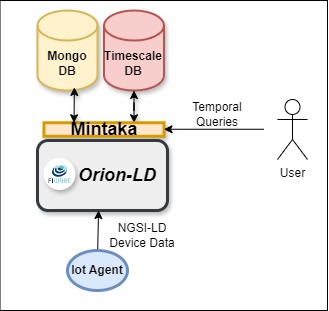 Mongo
DB
Timescale
DB
Mintaka
Temporal
Queries
User
FIWARE
Orion-LD
NGSI-LD
Device Data
Iot Agent